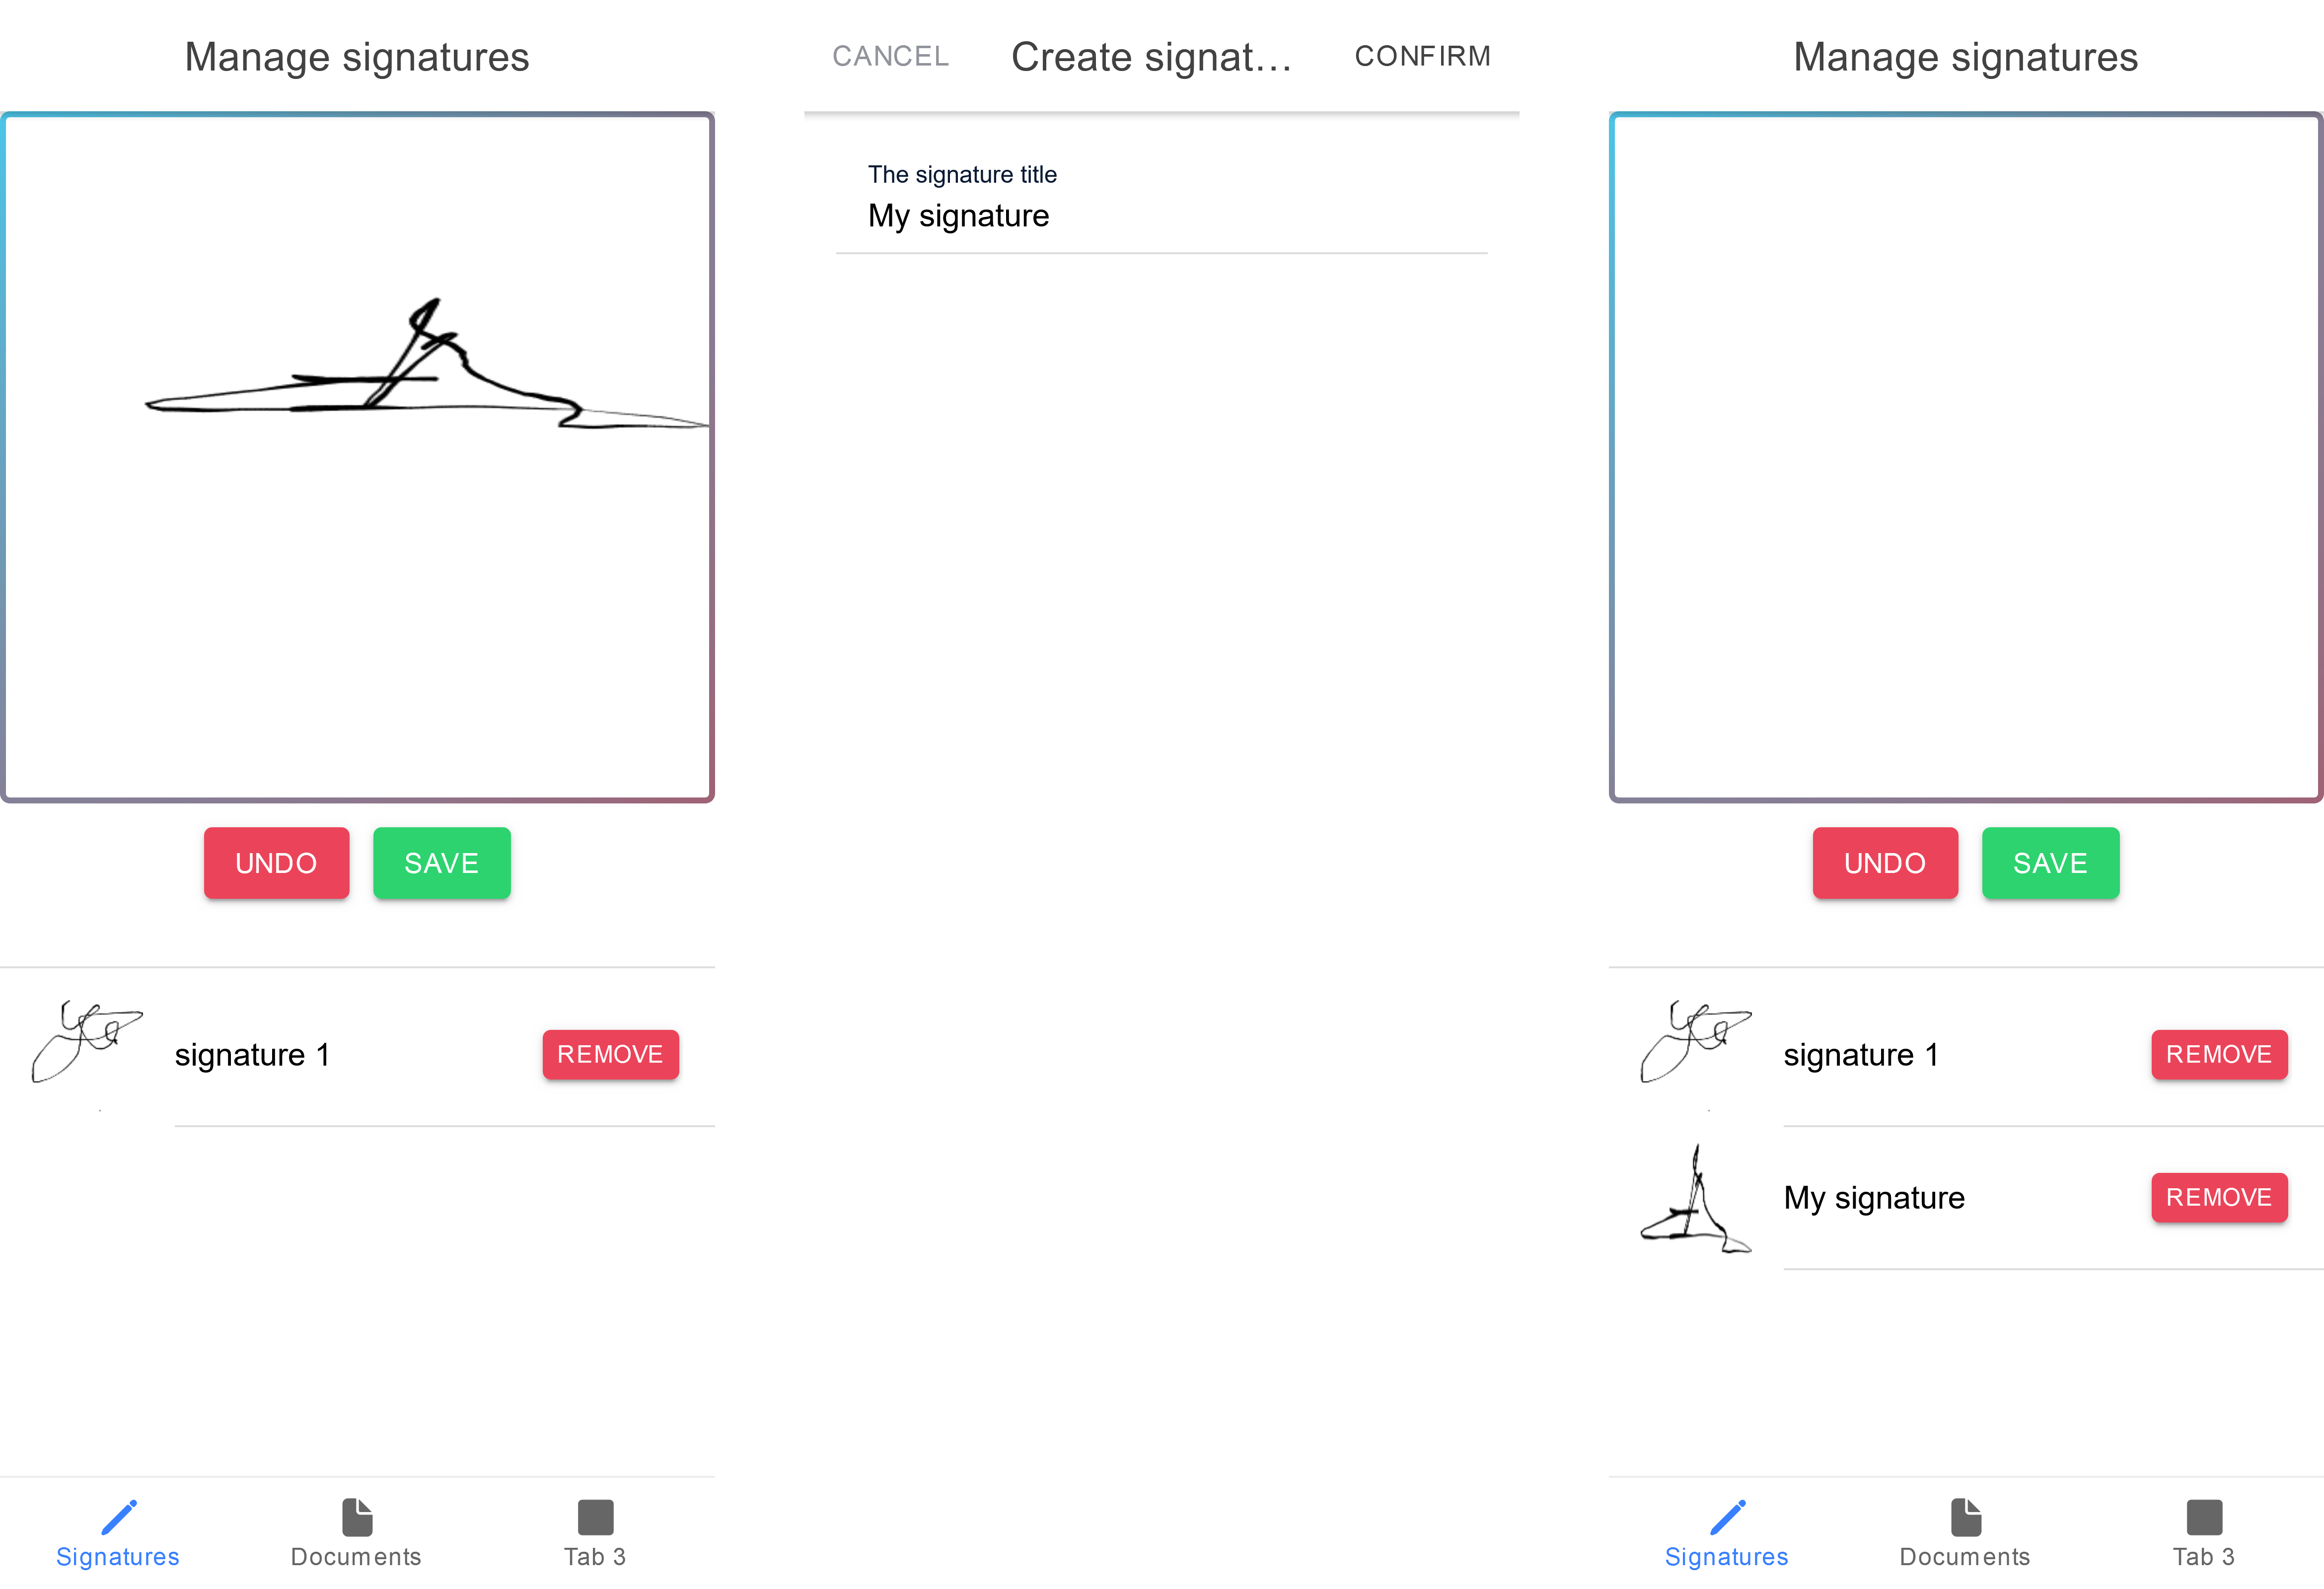 Manage signatures
UNDO SAVE
signature 1 REMOVE
Signatures Documents Tab 3
CANCEL Create signat... CONFIRM
The signature title
My signature
Manage signatures
UNDO SAVE
signature 1 REMOVE
My signature REMOVE
Signatures Documents Tab 3